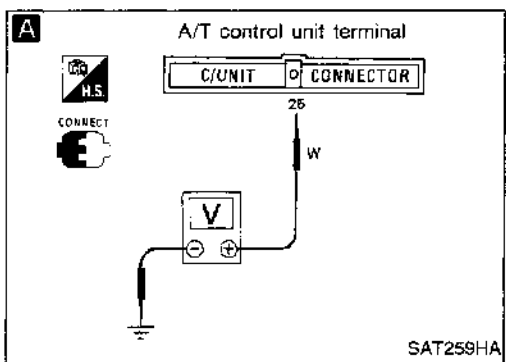 A
A/T control unit terminal
H.S.
C/UNIT CONNECTOR
CONNECT
25
W
V
SAT259HA